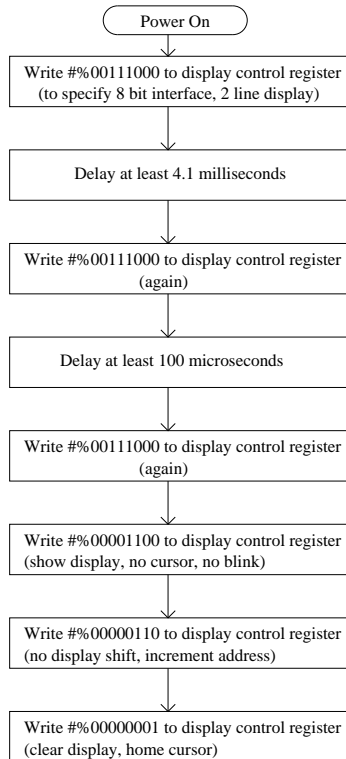 Power On
Write #%00111000 to display control register
(to specify 8 bit interface, 2 line display)
Delay at least 4.1 milliseconds
Write #%00111000 to display control register
(again)
Delay at least 100 microseconds
Write #%00111000 to display control register
(again)
Write #%00001100 to display control register
(show display, no cursor, no blink)
Write #%00000110 to display control register
(no display shift, increment address)
Write #%00000001 to display control register
(clear display, home cursor)